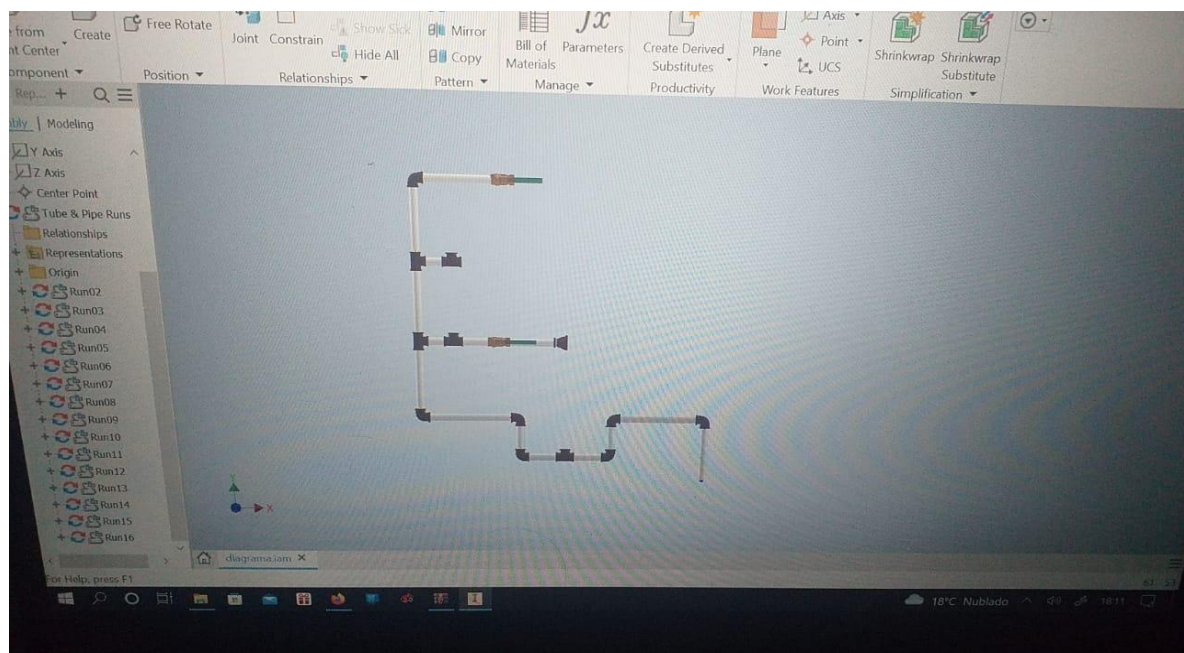 from
Create
Free Rotate
Joint
Constrain
Show Sick
Hide All
Mirror
Copy
Bill of
Materials
Parameters
Create Derived
Substitutes
Plane
Axis
Point
UCS
Shrinkwrap
Shrinkwrap
Substitute
nt Center
omponent
Position
Relationships
Pattern
Manage
Productivity
Work Features
Simplification
Rep...
Modeling
Y Axis
Z Axis
Center Point
Tube & Pipe Runs
Relationships
Representations
Origin
Run02
Run03
Run04
Run05
Run06
Run07
Run08
Run09
Run10
Run11
Run12
Run13
Run14
Run15
Run16
X
diagrama.iam
For Help, press F1
18°C Nublado
18:11